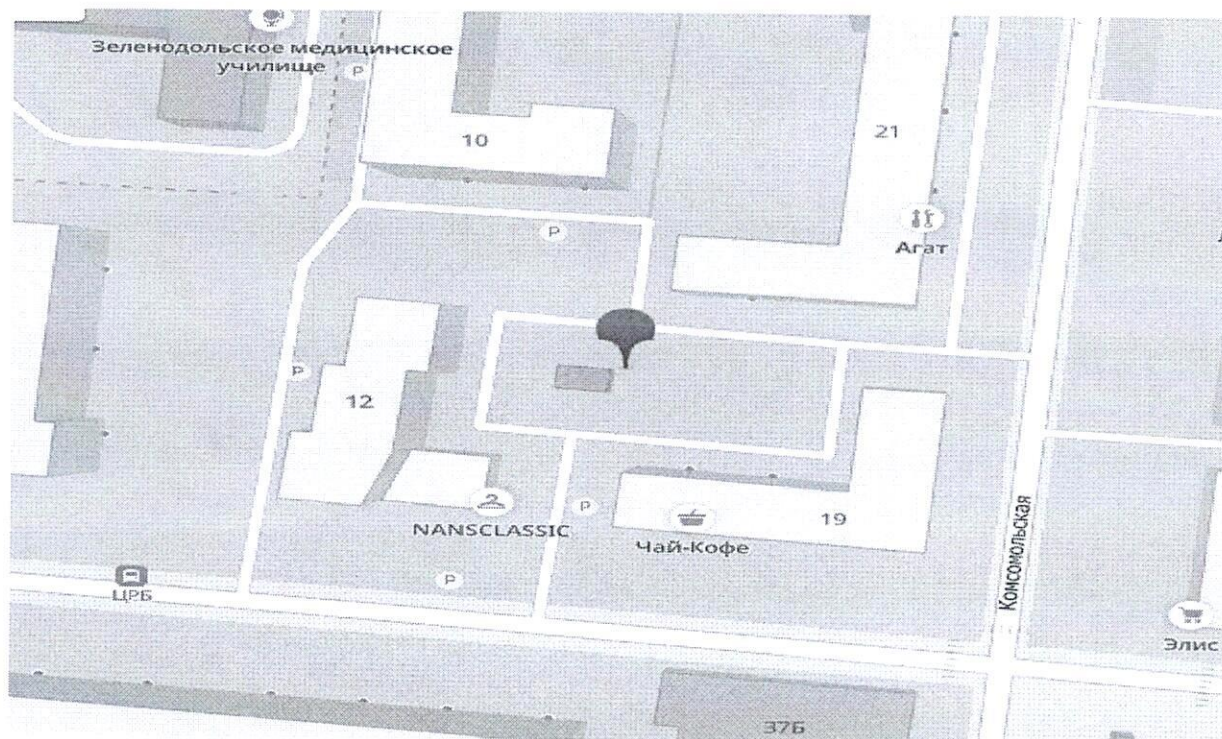 Зеленодольское медицинское
училище
P
10
21
P
Агат
P
12
NANSCLASSIC
P
19
Чай-Кофе
P
ЦРБ
Комсомольская
Элис
37Б